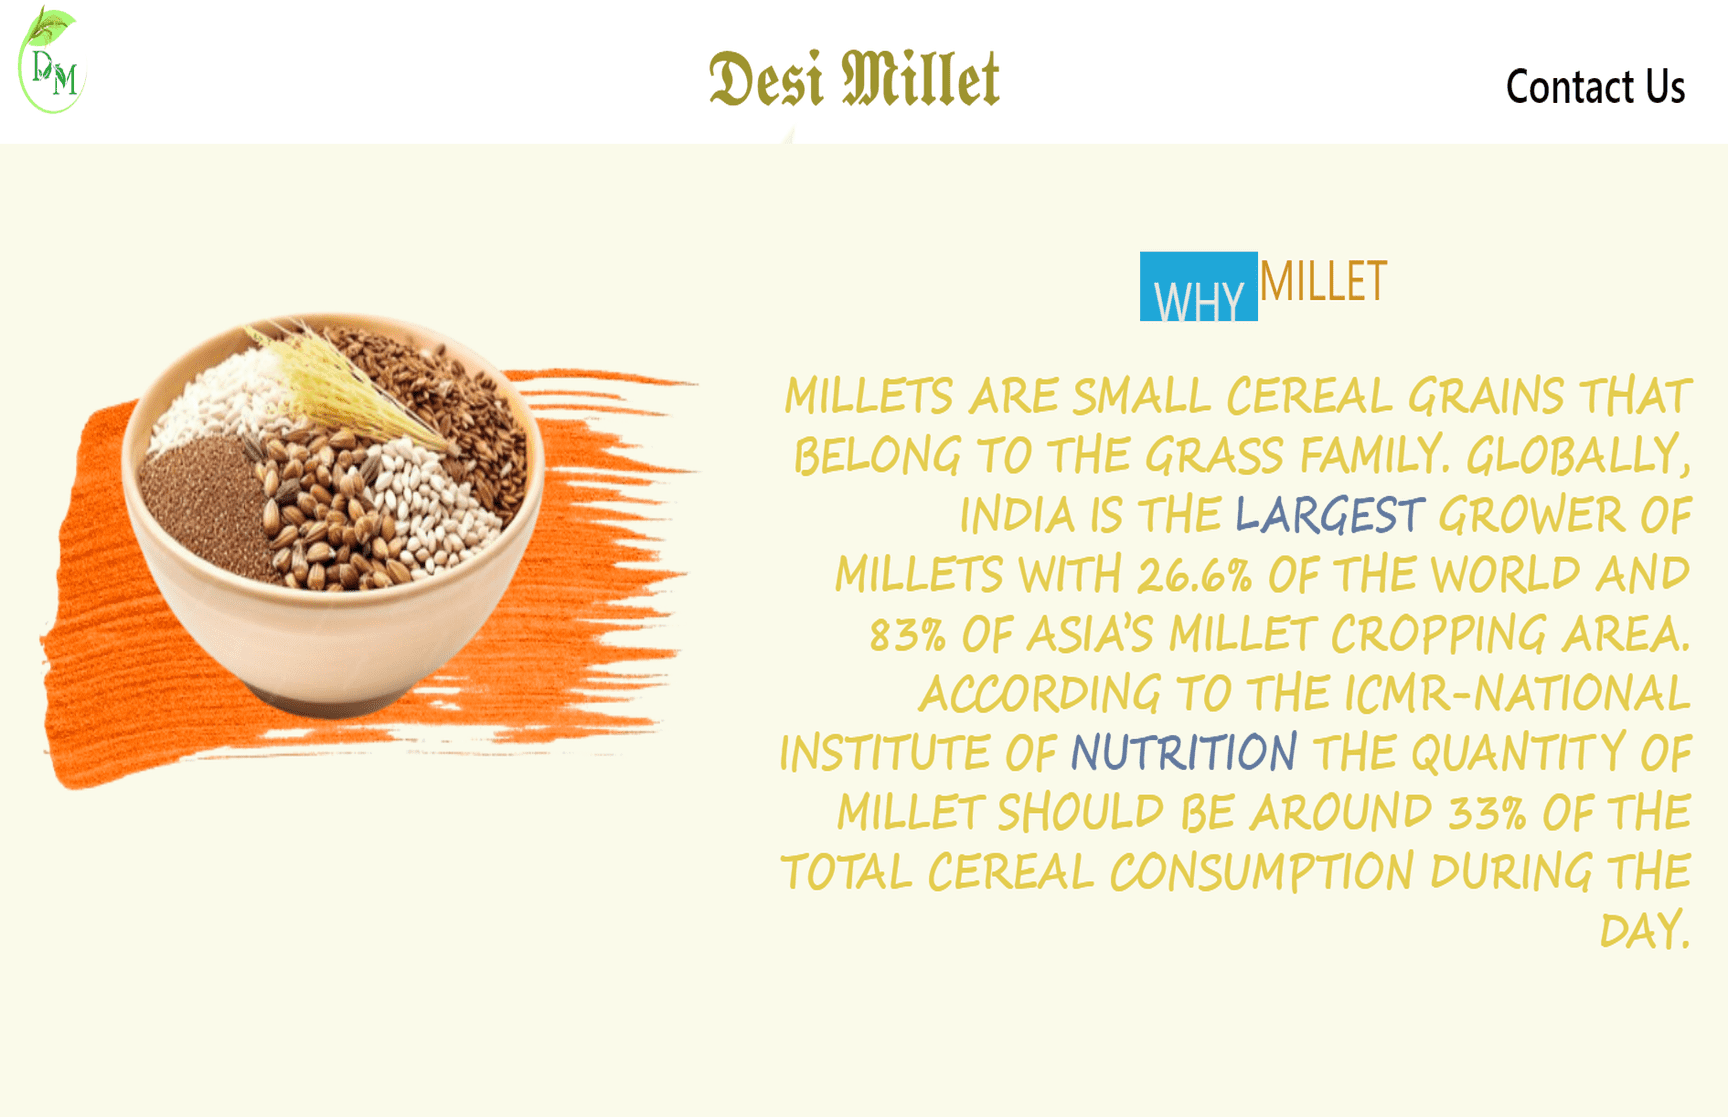 DM
Desi Millet
Contact Us
WHY MILLET
MILLETS ARE SMALL CEREAL GRAINS THAT
BELONG TO THE GRASS FAMILY. GLOBALLY,
INDIA IS THE LARGEST GROWER OF
MILLETS WITH 26.6% OF THE WORLD AND
83% OF ASIA'S MILLET CROPPING AREA.
ACCORDING TO THE ICMR-NATIONAL
INSTITUTE OF NUTRITION THE QUANTITY OF
MILLET SHOULD BE AROUND 33% OF THE
TOTAL CEREAL CONSUMPTION DURING THE
DAY.